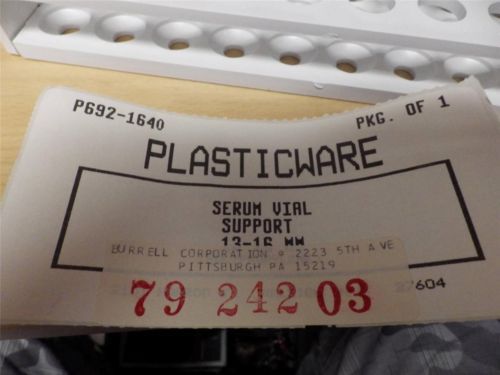 P692-1640 PKG. OF 1
PLASTICWARE
SERUM VIAL
SUPPORT
13-16 MM
BURRELL CORPORATION * 2223 5TH AVE
PITTSBURGH PA 15219
79 242 03
27604